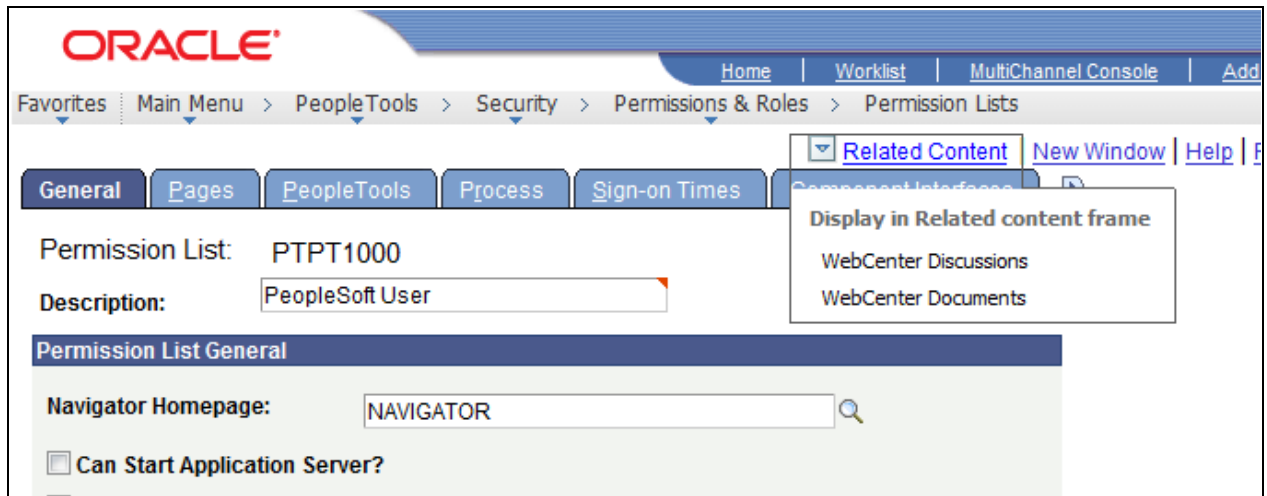 ORACLE
Home | Worklist | MultiChannel Console | Add
Favorites Main Menu > PeopleTools > Security > Permissions & Roles > Permission Lists
Related Content | New Window | Help |
General Pages PeopleTools Process Sign-on Times Component Interfaces
Display in Related content frame
Permission List: PTPT1000
WebCenter Discussions
Description: PeopleSoft User
WebCenter Documents
Permission List General
Navigator Homepage: NAVIGATOR
Can Start Application Server?